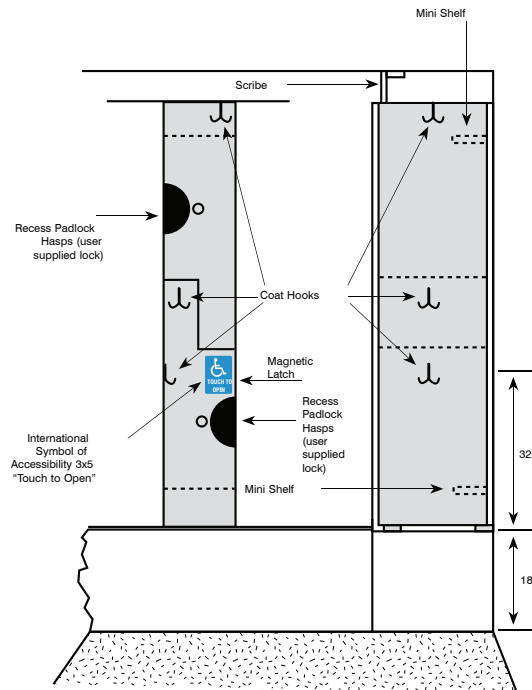 Mini Shelf
Scribe
Recess Padlock
Hasps (user
supplied lock)
Coat Hooks
Magnetic
Latch
TOUCH TO
OPEN
Recess
Padlock
Hasps
(user
supplied
lock)
International
Symbol of
Accessibility 3x5
“Touch to Open”
Mini Shelf
32
18